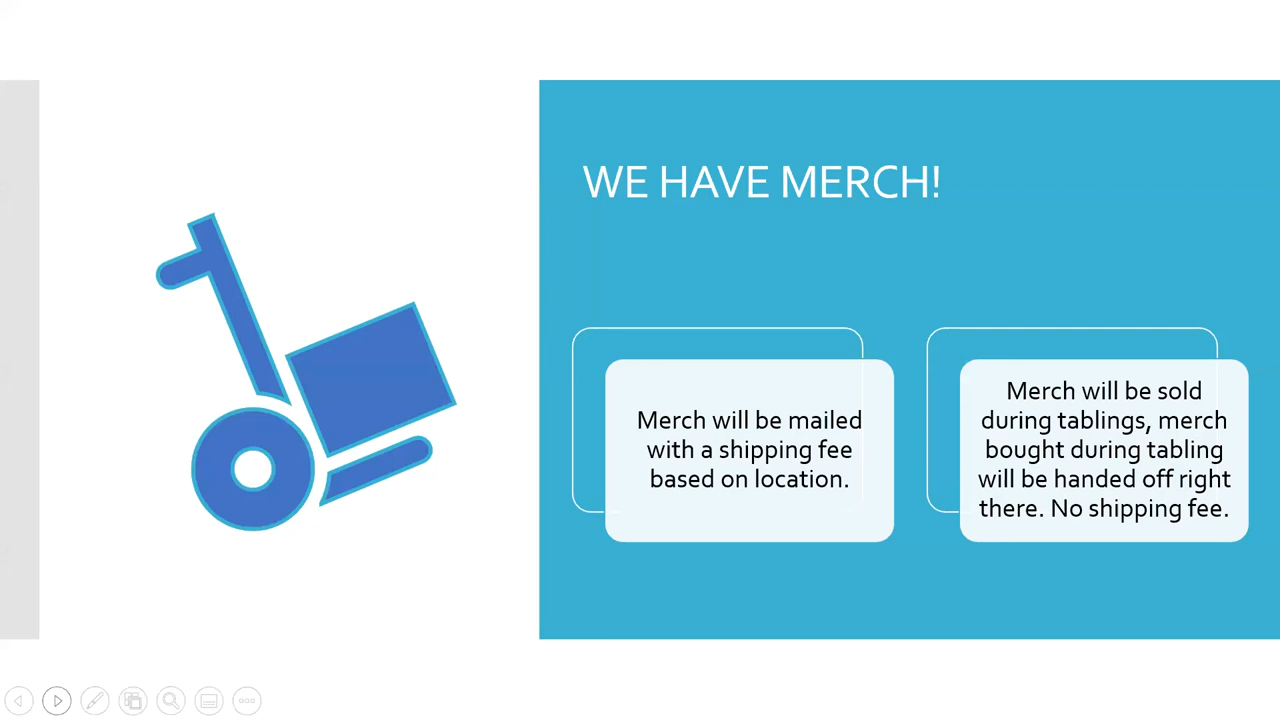 WE HAVE MERCH!
Merch will be mailed
with a shipping fee
based on location.
Merch will be sold
during tablings, merch
bought during tabling
will be handed off right
there. No shipping fee.